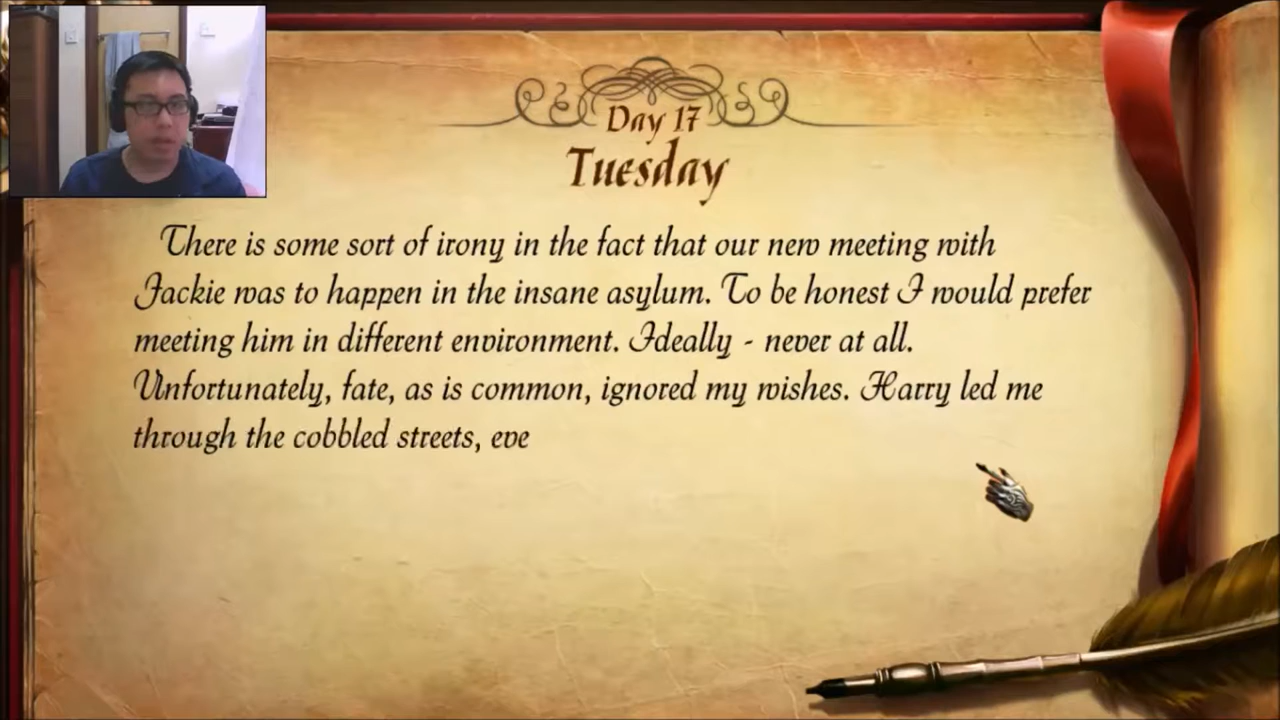 Day 17
Tuesday
There is some sort of irony in the fact that our new meeting with
Jackie was to happen in the insane asylum. To be honest I would prefer
meeting him in different environment. Ideally - never at all.
Unfortunately, fate, as is common, ignored my wishes. Harry led me
through the cobbled streets, eve